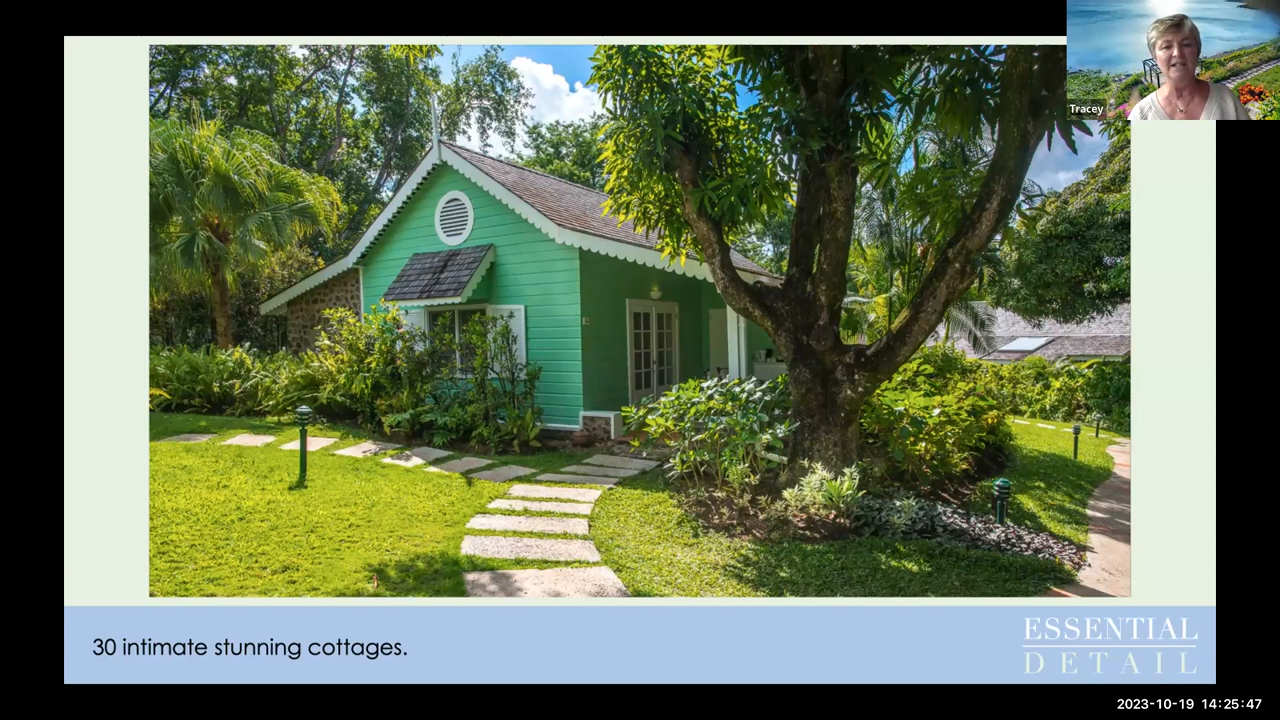 Tracey
30 intimate stunning cottages.
ESSENTIAL
DETAIL
2023-10-19 14:25:47